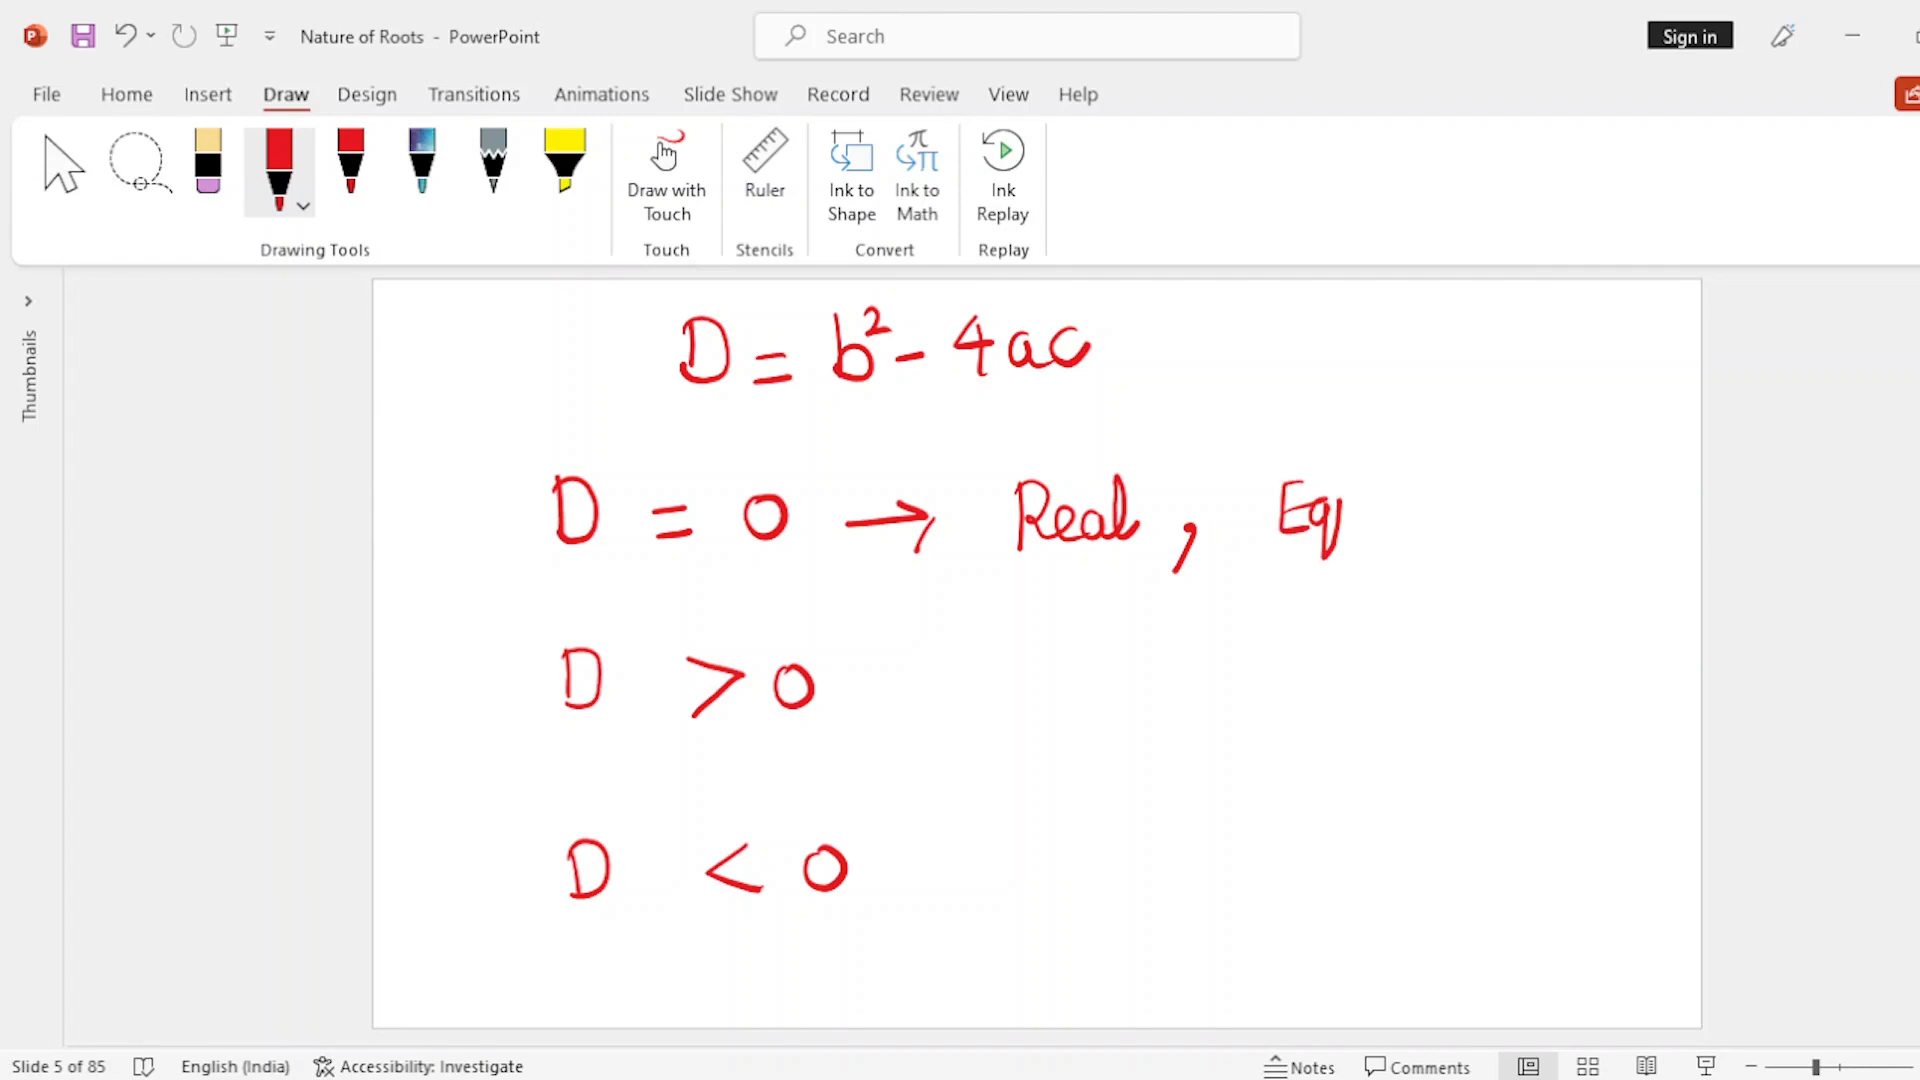 Nature of Roots - PowerPoint
Search
Sign in
File Home Insert Draw Design Transitions Animations Slide Show Record Review View Help
Draw with Touch
Ruler
Ink to Shape
Ink to Math
Ink Replay
Drawing Tools Touch Stencils Convert Replay
Thumbnails
D = b² - 4ac
D = 0 → Real, Eq
D > 0
D < 0
Slide 5 of 85 English (India) Accessibility: Investigate Notes Comments